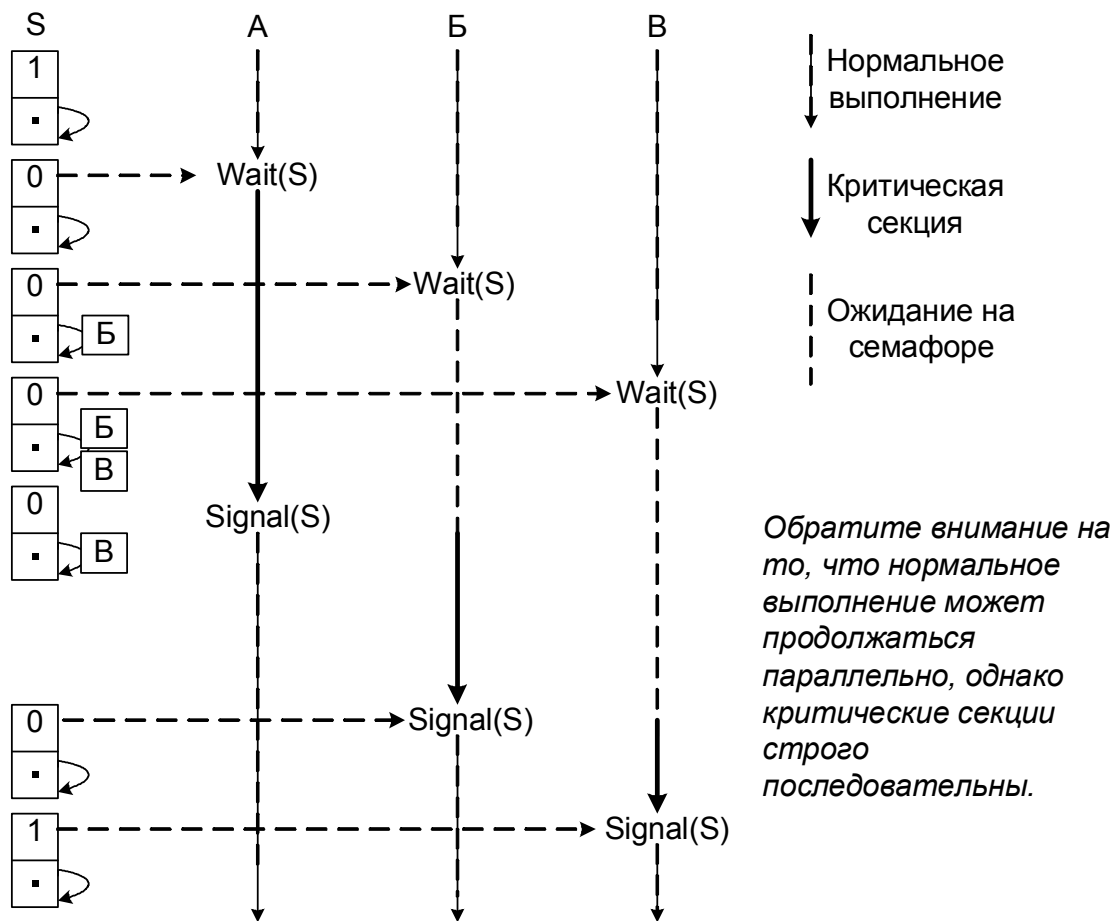 S
А
Б
В
1
Нормальное
выполнение
0
Wait(S)
Критическая
секция
0
Wait(S)
Б
Ожидание на
семафоре
0
Wait(S)
Б
В
0
Signal(S)
В
Обратите внимание на
то, что нормальное
выполнение может
продолжаться
параллельно, однако
критические секции
строго
последовательны.
0
Signal(S)
1
Signal(S)